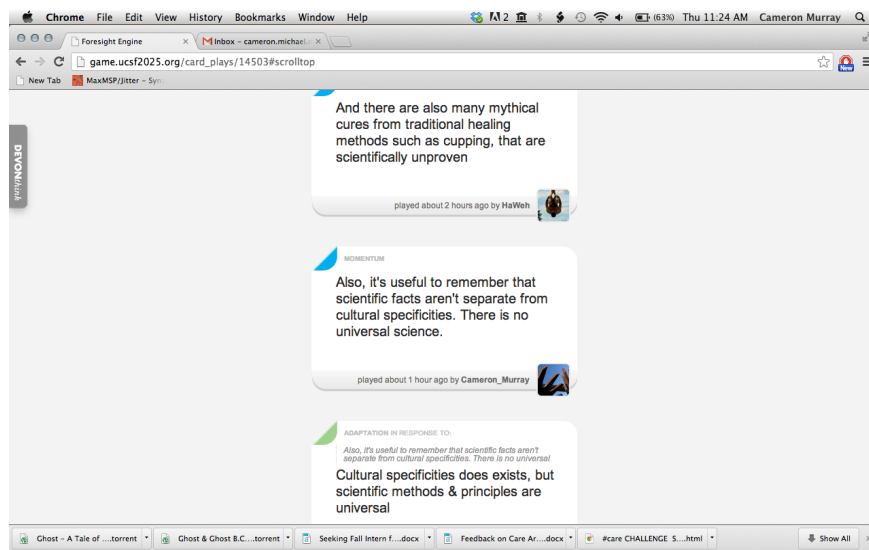 Chrome File Edit View History Bookmarks Window Help 2 (63%) Thu 11:24 AM Cameron Murray
Foresight Engine × Inbox – cameron.michael. ×
game.ucsf2025.org/card_plays/14503#scrolltop
New
New Tab MaxMSP/Jitter – Syn
DEVONthink
And there are also many mythical
cures from traditional healing
methods such as cupping, that are
scientifically unproven
played about 2 hours ago by HaWeh
MOMENTUM
Also, it's useful to remember that
scientific facts aren't separate from
cultural specificities. There is no
universal science.
played about 1 hour ago by Cameron_Murray
ADAPTATION IN RESPONSE TO:
Also, it's useful to remember that scientific facts aren't
separate from cultural specificities. There is no universal
Cultural specificities does exists, but
scientific methods & principles are
universal
Ghost – A Tale of ....torrent Ghost & Ghost B.C....torrent Seeking Fall Intern f....docx Feedback on Care Ar....docx #care CHALLENGE S....html Show All